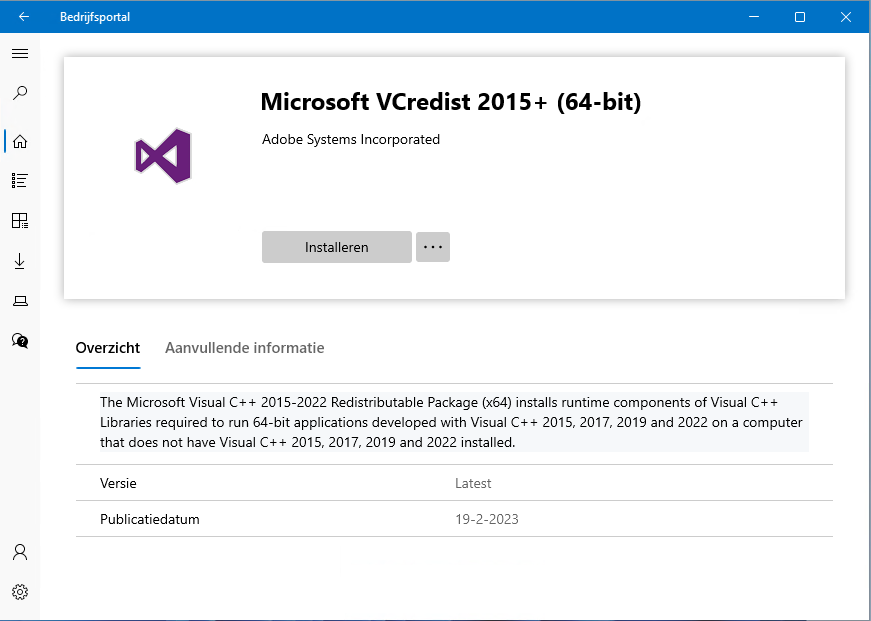 Bedrijfsportal
Microsoft VCredist 2015+ (64-bit)
Adobe Systems Incorporated
Installeren
Overzicht
Aanvullende informatie
The Microsoft Visual C++ 2015-2022 Redistributable Package (x64) installs runtime components of Visual C++
Libraries required to run 64-bit applications developed with Visual C++ 2015, 2017, 2019 and 2022 on a computer
that does not have Visual C++ 2015, 2017, 2019 and 2022 installed.
Versie
Latest
Publicatiedatum
19-2-2023